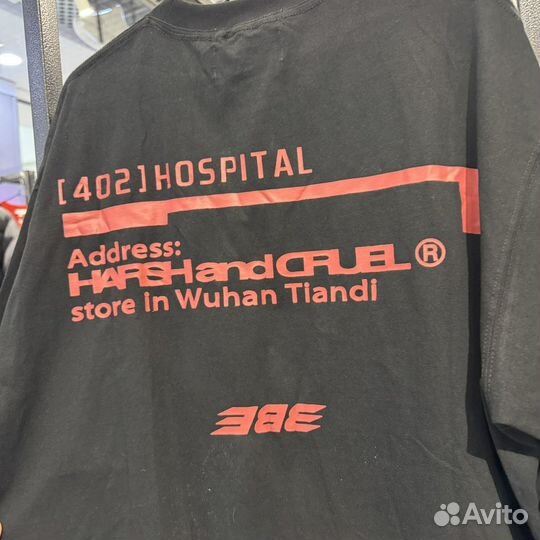 [402]HOSPITAL
Address:
HARSH and CRUEL ®
store in Wuhan Tiandi
Avito